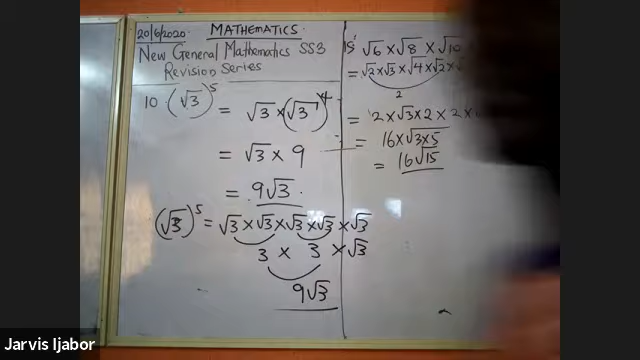 20/6/2020 MATHEMATICS
New General Mathematics SS3
Revision Series
10. (√3)^5 = √3 × (√3)^4
= √3 × 9
= 9√3.
(√3)^5 = √3 × √3 × √3 × √3 × √3
3 × 3 × √3
9√3
√6 × √8 × √10
= √2 × √3 × √4 × √2 ×
2
= 2 × √3 × 2 × 2 ×
= 16 × √3×5
= 16√15
Jarvis Ijabor